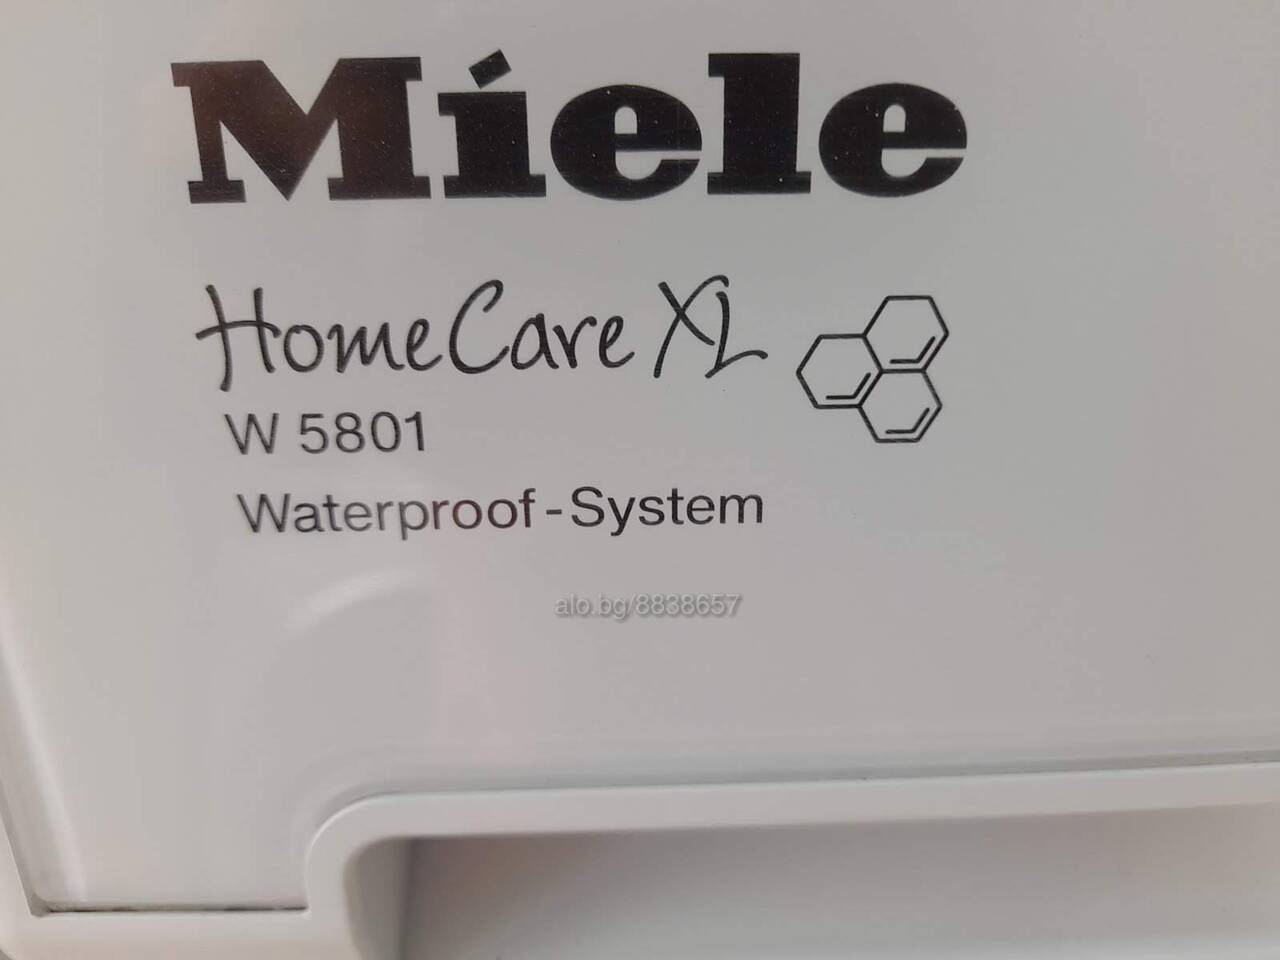 Miele
HomeCare XL
W 5801
Waterproof-System
alo.bg/8838657